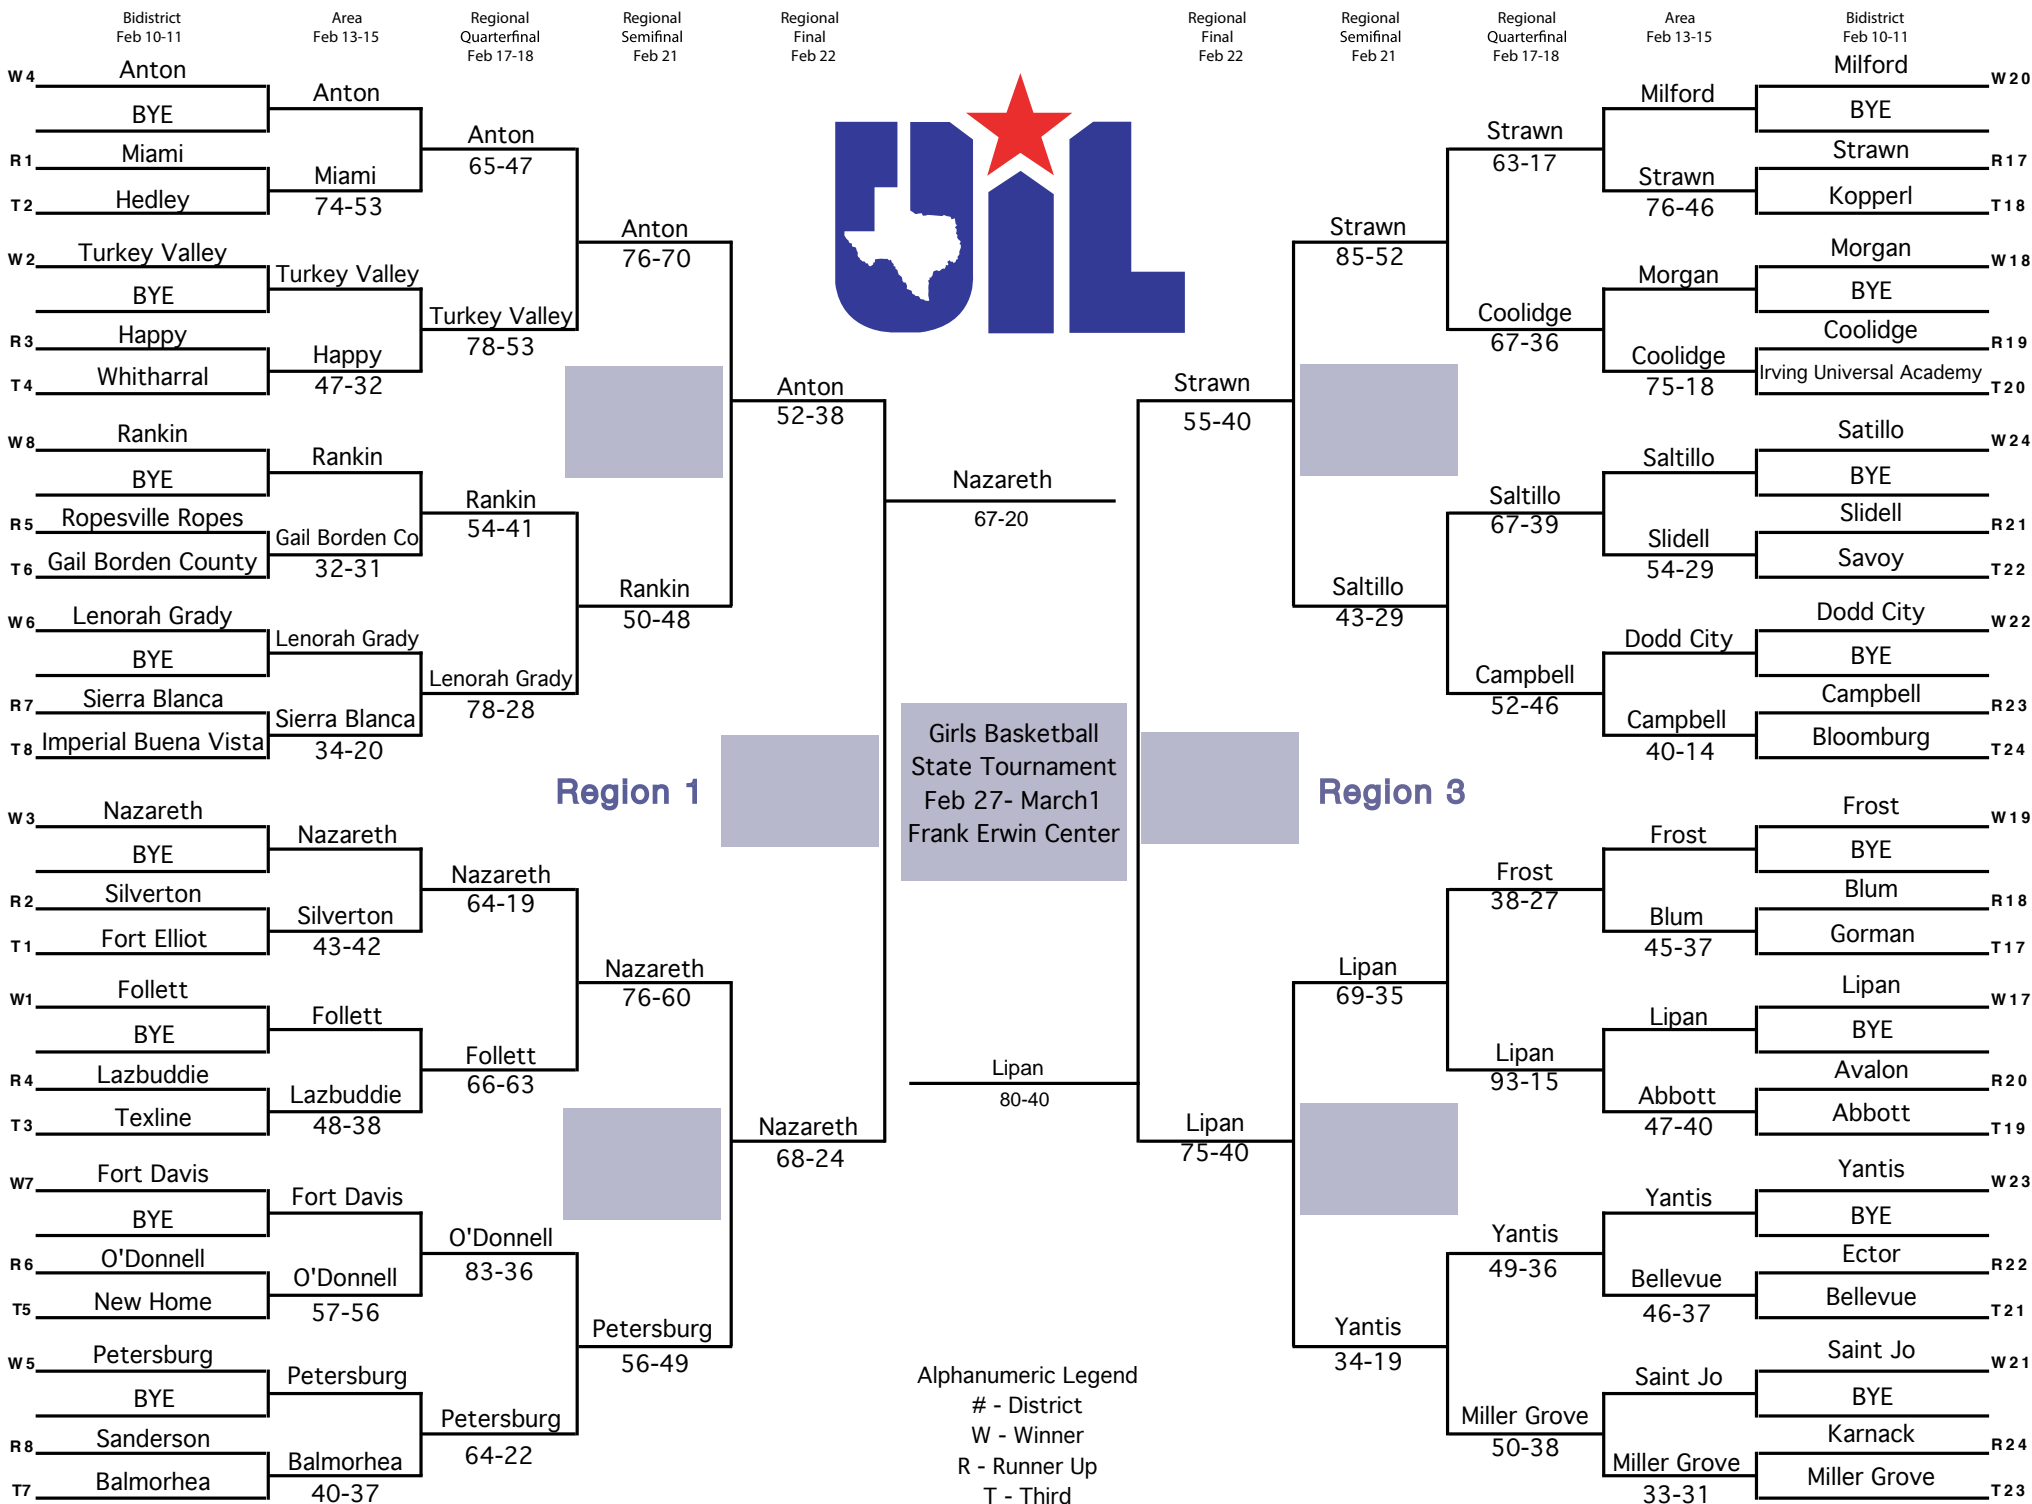 Bidistrict
Feb 10-11
Area
Feb 13-15
Regional
Quarterfinal
Feb 17-18
Regional
Semifinal
Feb 21
Regional
Final
Feb 22
Regional
Final
Feb 22
Regional
Semifinal
Feb 21
Regional
Quarterfinal
Feb 17-18
Area
Feb 13-15
Bidistrict
Feb 10-11
W4 Anton
BYE
R1 Miami
T2 Hedley
W2 Turkey Valley
BYE
R3 Happy
T4 Whitharral
W8 Rankin
BYE
R5 Ropesville Ropes
T6 Gail Borden County
W6 Lenorah Grady
BYE
R7 Sierra Blanca
T8 Imperial Buena Vista
W3 Nazareth
BYE
R2 Silverton
T1 Fort Elliot
W1 Follett
BYE
R4 Lazbuddie
T3 Texline
W7 Fort Davis
BYE
R6 O'Donnell
T5 New Home
W5 Petersburg
BYE
R8 Sanderson
T7 Balmorhea
Anton
Miami
74-53
Turkey Valley
Happy
47-32
Rankin
Gail Borden Co
32-31
Lenorah Grady
Sierra Blanca
34-20
Nazareth
Silverton
43-42
Follett
Lazbuddie
48-38
Fort Davis
O'Donnell
57-56
Petersburg
Balmorhea
40-37
Anton
65-47
Turkey Valley
78-53
Rankin
54-41
Lenorah Grady
78-28
Nazareth
64-19
Follett
66-63
O'Donnell
83-36
Petersburg
64-22
Anton
76-70
Rankin
50-48
Nazareth
76-60
Petersburg
56-49
Region 1
Anton
52-38
Nazareth
68-24
UIL
Nazareth
67-20
Girls Basketball
State Tournament
Feb 27- March1
Frank Erwin Center
Lipan
80-40
Alphanumeric Legend
# - District
W - Winner
R - Runner Up
T - Third
Strawn
55-40
Lipan
75-40
Region 3
Strawn
85-52
Saltillo
43-29
Lipan
69-35
Yantis
34-19
Strawn
63-17
Coolidge
67-36
Saltillo
67-39
Campbell
52-46
Frost
38-27
Lipan
93-15
Yantis
49-36
Miller Grove
50-38
Milford
Strawn
76-46
Morgan
Coolidge
75-18
Saltillo
Slidell
54-29
Dodd City
Campbell
40-14
Frost
Blum
45-37
Lipan
Abbott
47-40
Yantis
Bellevue
46-37
Saint Jo
Miller Grove
33-31
Milford W20
BYE
Strawn R17
Kopperl T18
Morgan W18
BYE
Coolidge R19
Irving Universal Academy T20
Satillo W24
BYE
Slidell R21
Savoy T22
Dodd City W22
BYE
Campbell R23
Bloomburg T24
Frost W19
BYE
Blum R18
Gorman T17
Lipan W17
BYE
Avalon R20
Abbott T19
Yantis W23
BYE
Ector R22
Bellevue T21
Saint Jo W21
BYE
Karnack R24
Miller Grove T23